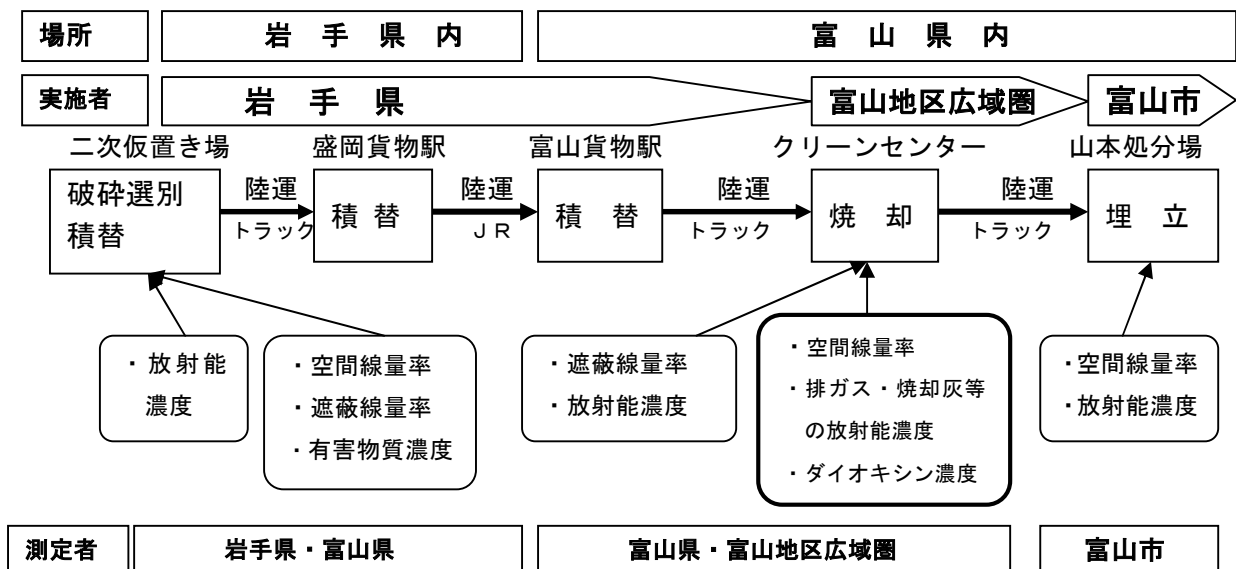 場所 岩手県内 富山県内
実施者 岩手県 富山地区広域圏 富山市
二次仮置き場 盛岡貨物駅 富山貨物駅 クリーンセンター 山本処分場
破砕選別
積替
陸運
トラック
積替
陸運
JR
積替
陸運
トラック
焼却
陸運
トラック
埋立
・放射能
濃度
・空間線量率
・遮蔽線量率
・有害物質濃度
・遮蔽線量率
・放射能濃度
・空間線量率
・排ガス・焼却灰等
の放射能濃度
・ダイオキシン濃度
・空間線量率
・放射能濃度
測定者 岩手県・富山県 富山県・富山地区広域圏 富山市